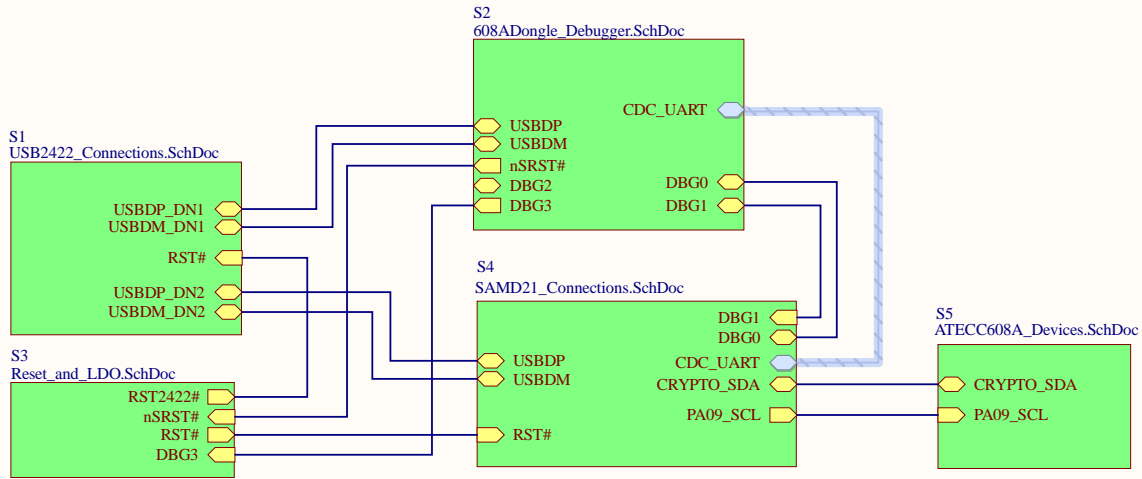 S1
USB2422_Connections.SchDoc
USBDP_DN1
USBDM_DN1
RST#
USBDP_DN2
USBDM_DN2
S3
Reset_and_LDO.SchDoc
RST2422#
nSRST#
RST#
DBG3
S2
608ADongle_Debugger.SchDoc
CDC_UART
USBDP
USBDM
nSRST#
DBG2
DBG3
DBG0
DBG1
S4
SAMD21_Connections.SchDoc
DBG1
DBG0
CDC_UART
CRYPTO_SDA
PA09_SCL
USBDP
USBDM
RST#
S5
ATECC608A_Devices.SchDoc
CRYPTO_SDA
PA09_SCL